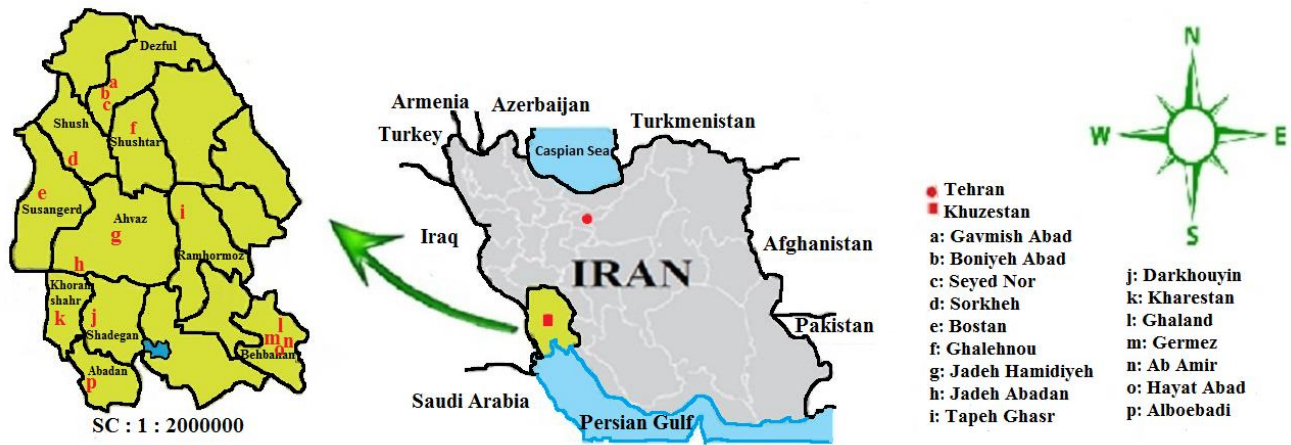 Dezful
a
b
c
Shush
f
Shushtar
d
e
Susangerd
Ahvaz
g
i
Ramhormoz
h
Khoram
shahr
k
j
Shadegan
l
m
n
o
Behbahan
Abadan
p
SC : 1 : 2000000
Armenia
Azerbaijan
Turkey
Turkmenistan
Caspian Sea
Iraq
Afghanistan
IRAN
Pakistan
Saudi Arabia
Persian Gulf
N
W
E
S
Tehran
Khuzestan
a: Gavmish Abad
b: Boniyeh Abad
c: Seyed Nor
d: Sorkheh
e: Bostan
f: Ghalehnou
g: Jadeh Hamidiyeh
h: Jadeh Abadan
i: Tapeh Ghasr
j: Darkhouyin
k: Kharestan
l: Ghaland
m: Germez
n: Ab Amir
o: Hayat Abad
p: Alboebadi